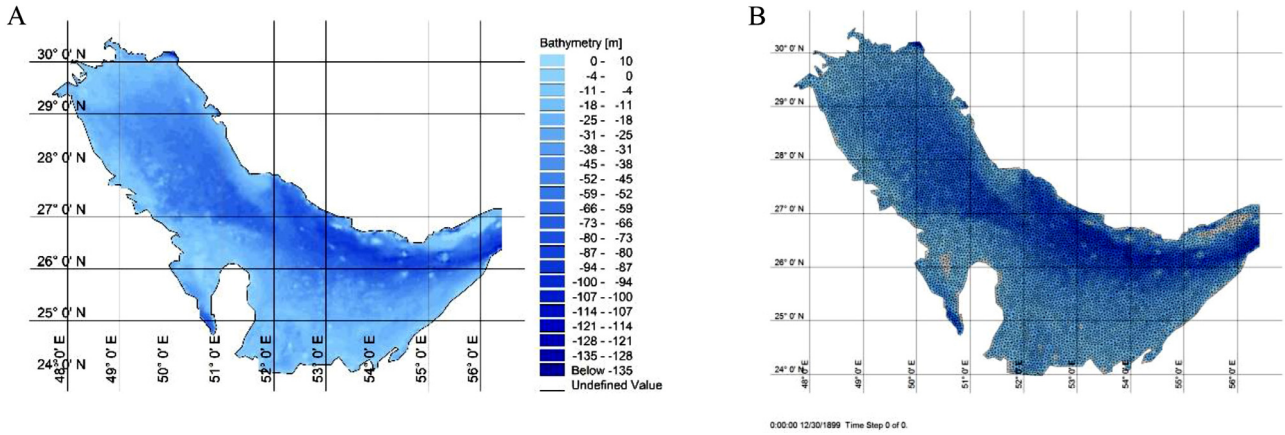 A
30° 0' N
29° 0' N
28° 0' N
27° 0' N
26° 0' N
25° 0' N
24° 0' N
48° 0' E
49° 0' E
50° 0' E
51° 0' E
52° 0' E
53° 0' E
54° 0' E
55° 0' E
56° 0' E
Bathymetry [m]
0 - 10
-4 - 0
-11 - -4
-18 - -11
-25 - -18
-31 - -25
-38 - -31
-45 - -38
-52 - -45
-59 - -52
-66 - -59
-73 - -66
-80 - -73
-87 - -80
-94 - -87
-100 - -94
-107 - -100
-114 - -107
-121 - -114
-128 - -121
-135 - -128
Below -135
Undefined Value
B
30° 0' N
29° 0' N
28° 0' N
27° 0' N
26° 0' N
25° 0' N
24° 0' N
48° 0' E
49° 0' E
50° 0' E
51° 0' E
52° 0' E
53° 0' E
54° 0' E
55° 0' E
56° 0' E
0:00:00 12/30/1899 Time Step 0 of 0.